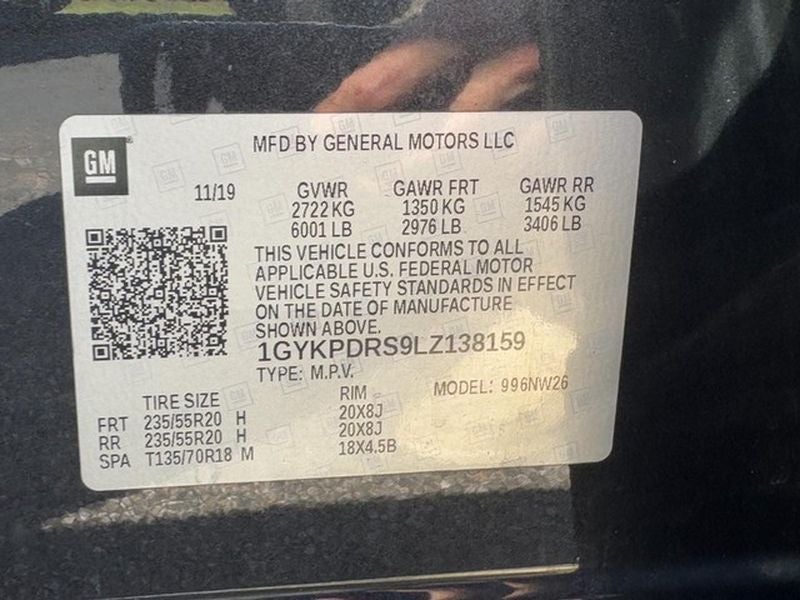 GM
MFD BY GENERAL MOTORS LLC
11/19 GVWR GAWR FRT GAWR RR
2722 KG 1350 KG 1545 KG
6001 LB 2976 LB 3406 LB
THIS VEHICLE CONFORMS TO ALL
APPLICABLE U.S. FEDERAL MOTOR
VEHICLE SAFETY STANDARDS IN EFFECT
ON THE DATE OF MANUFACTURE
SHOWN ABOVE.
1GYKPDRS9LZ138159
TYPE: M.P.V. MODEL: 996NW26
TIRE SIZE RIM
FRT 235/55R20 H 20X8J
RR 235/55R20 H 20X8J
SPA T135/70R18 M 18X4.5B